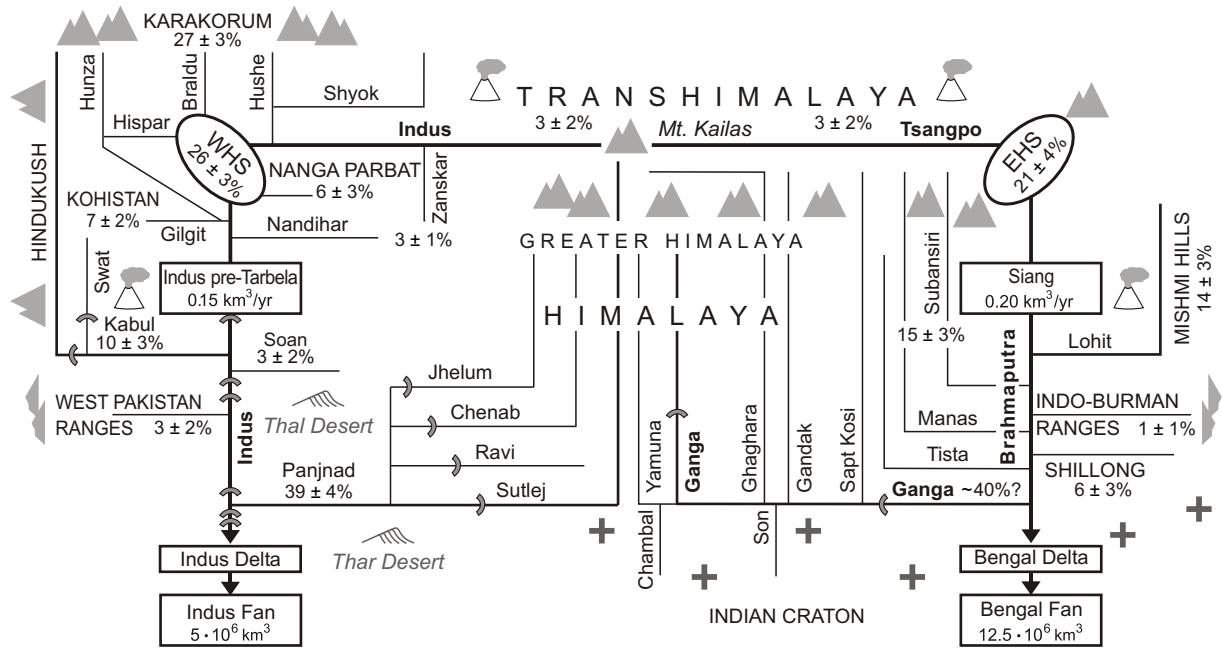 KARAKORUM
27 ± 3%
Hunza
Braldu
Hushe
Shyok
Hispar
WHS
26 ± 3%
Indus
TRANSHIMALAYA
3 ± 2%
Mt. Kailas
3 ± 2%
Tsangpo
EHS
21 ± 4%
HINDUKUSH
NANGA PARBAT
6 ± 3%
Zanskar
3 ± 1%
KOHISTAN
7 ± 2%
Gilgit
Nandihar
GREATER HIMALAYA
HIMALAYA
Swat
Indus pre-Tarbela
0.15 km³/yr
Kabul
10 ± 3%
Soan
3 ± 2%
Subansiri
15 ± 3%
Siang
0.20 km³/yr
MISHMI HILLS
14 ± 3%
Lohit
WEST PAKISTAN
RANGES 3 ± 2%
Indus
Thal Desert
Jhelum
Chenab
Ravi
Sutlej
Panjnad
39 ± 4%
Yamuna
Ganga
Ghaghara
Gandak
Sapt Kosi
Manas
Tista
Brahmaputra
INDO-BURMAN
RANGES 1 ± 1%
SHILLONG
6 ± 3%
Ganga ~40%?
Thar Desert
Chambal
Son
INDIAN CRATON
Indus Delta
Indus Fan
5 · 10⁶ km³
Bengal Delta
Bengal Fan
12.5 · 10⁶ km³